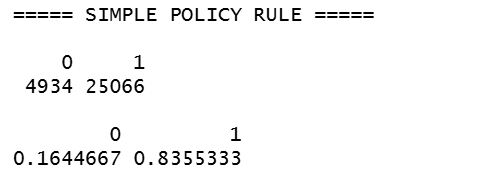 ===== SIMPLE POLICY RULE =====
0 1
4934 25066
0 1
0.1644667 0.8355333